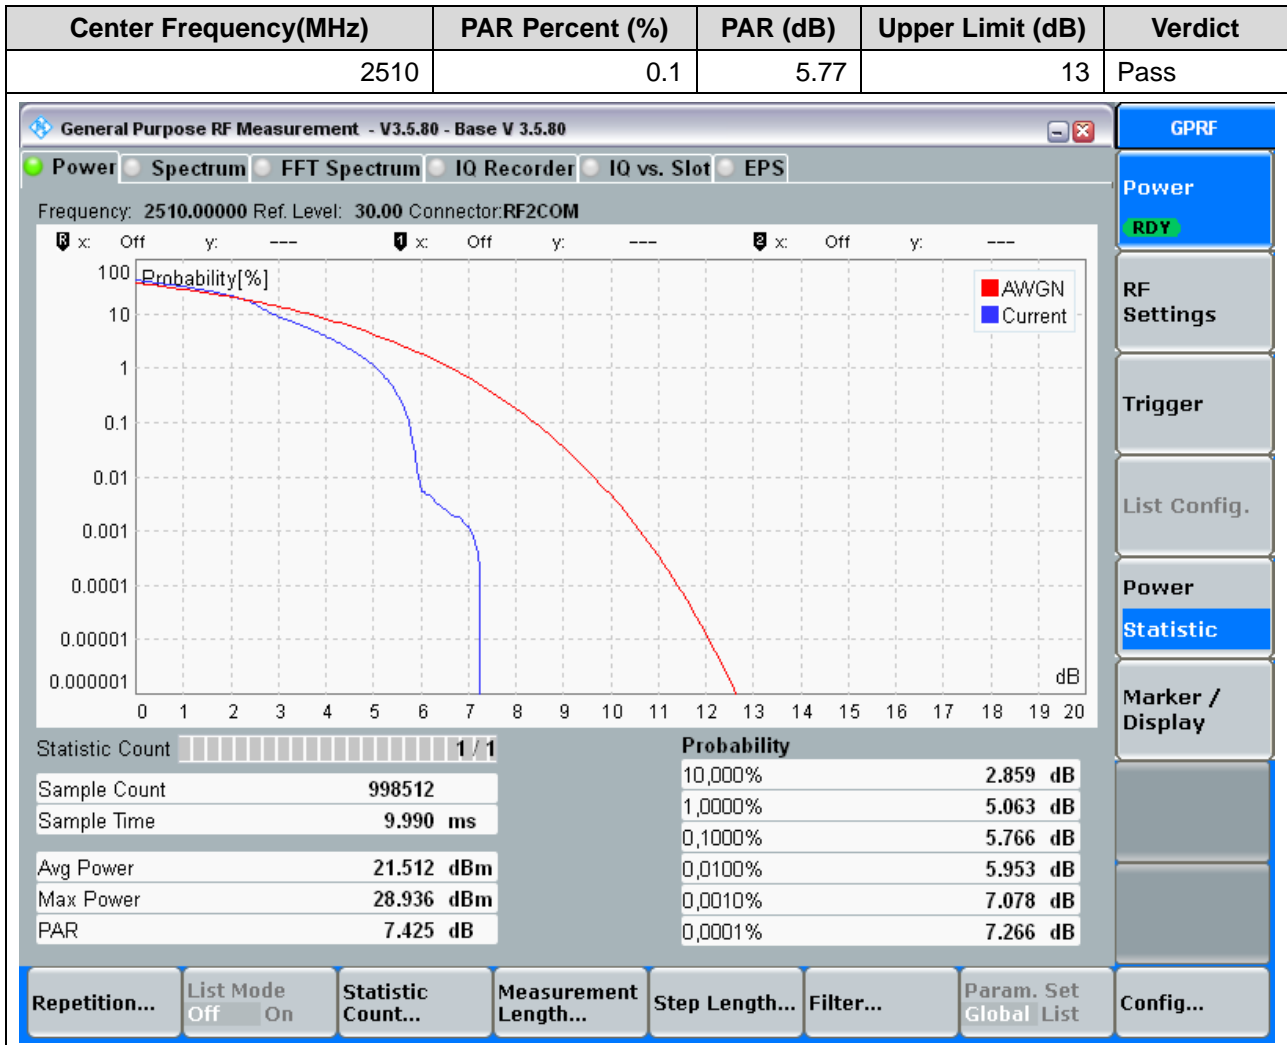 Center Frequency(MHz) PAR Percent (%) PAR (dB) Upper Limit (dB) Verdict
2510 0.1 5.77 13 Pass
General Purpose RF Measurement - V3.5.80 - Base V 3.5.80
GPRF
Power Spectrum FFT Spectrum IQ Recorder IQ vs. Slot EPS
Frequency: 2510.00000 Ref. Level: 30.00 Connector:RF2COM
R x: Off y: --- 1 x: Off y: --- 2 x: Off y: ---
Probability[%]
AWGN
Current
100
10
1
0.1
0.01
0.001
0.0001
0.00001
0.000001
dB
0 1 2 3 4 5 6 7 8 9 10 11 12 13 14 15 16 17 18 19 20
Statistic Count 1 / 1
Sample Count 998512
Sample Time 9.990 ms
Avg Power 21.512 dBm
Max Power 28.936 dBm
PAR 7.425 dB
Probability
10,000% 2.859 dB
1,0000% 5.063 dB
0,1000% 5.766 dB
0,0100% 5.953 dB
0,0010% 7.078 dB
0,0001% 7.266 dB
Power
RDY
RF
Settings
Trigger
List Config.
Power
Statistic
Marker /
Display
Repetition...
List Mode
Off On
Statistic
Count...
Measurement
Length...
Step Length...
Filter...
Param. Set
Global List
Config...